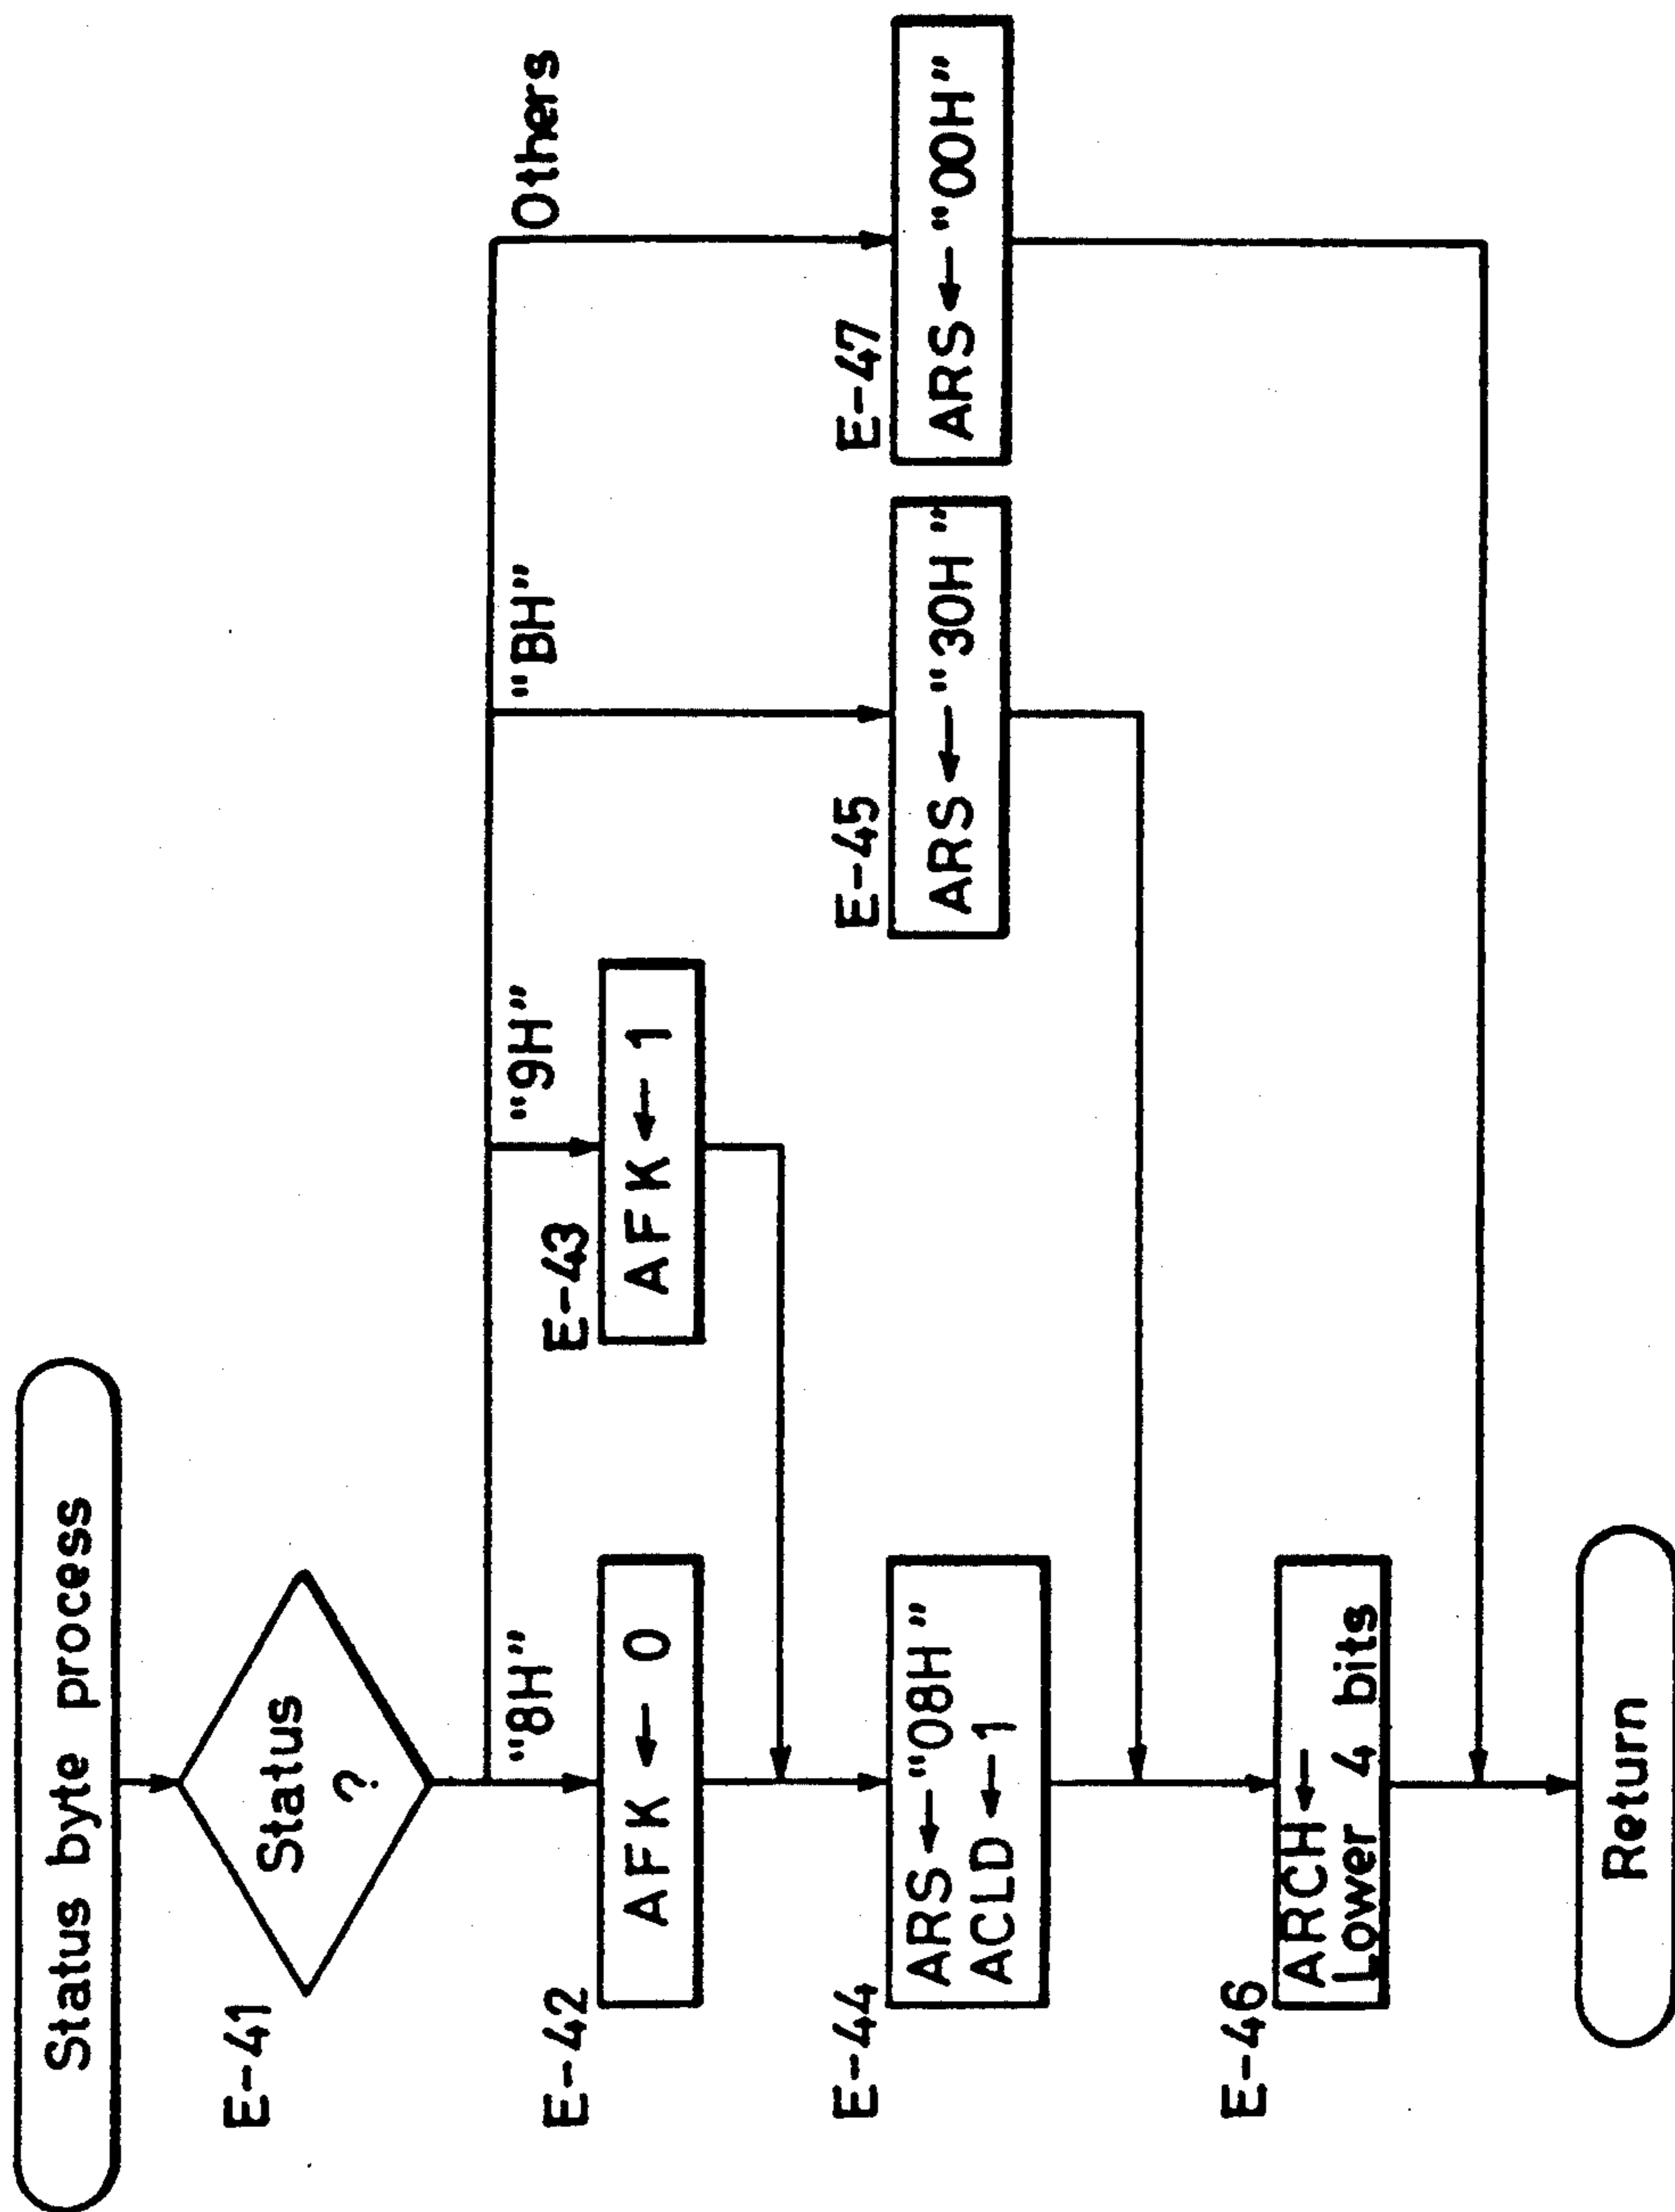 Status byte process
E-41
Status
?
"8H"
"9H"
"BH"
Others
E-42
AFK ← 0
E-43
AFK ← 1
E-44
ARS ← "08H"
ACLD ← 1
E-45
ARS ← "30H"
E-47
ARS ← "00H"
E-46
ARCH ←
Lower 4 bits
Return